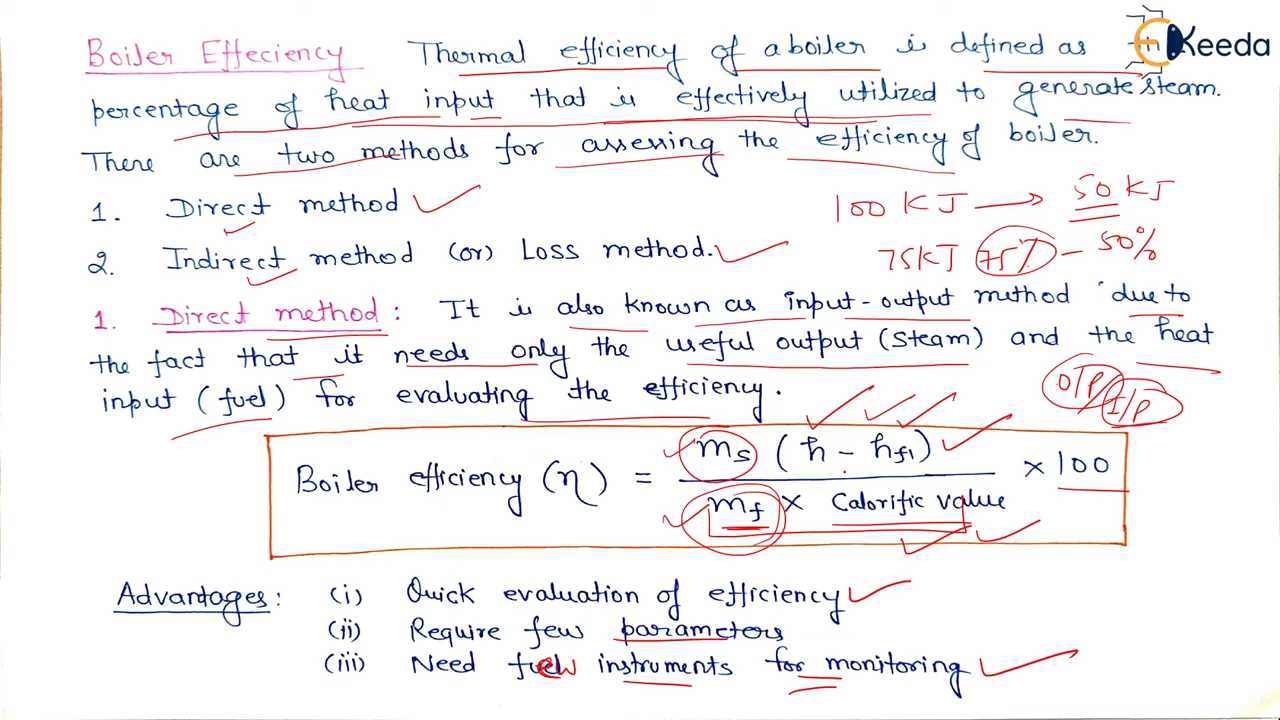 Boiler Effeciency Thermal efficiency of a boiler is defined as
EKeeda
percentage of heat input that is effectively utilized to generate steam.
There are two methods for assessing the efficiency of boiler.
1. Direct method
100 KJ → 50 KJ
2. Indirect method (or) Loss method.
75KJ 75% - 50%
1. Direct method : It is also known as input-output method due to
the fact that it needs only the useful output (steam) and the heat
input (fuel) for evaluating the efficiency.
O/P/I/P
Boiler efficiency (η) = ms (h - hf1) / mf × Calorific value × 100
Advantages : (i) Quick evaluation of efficiency
(ii) Require few parameters
(iii) Need few instruments for monitoring